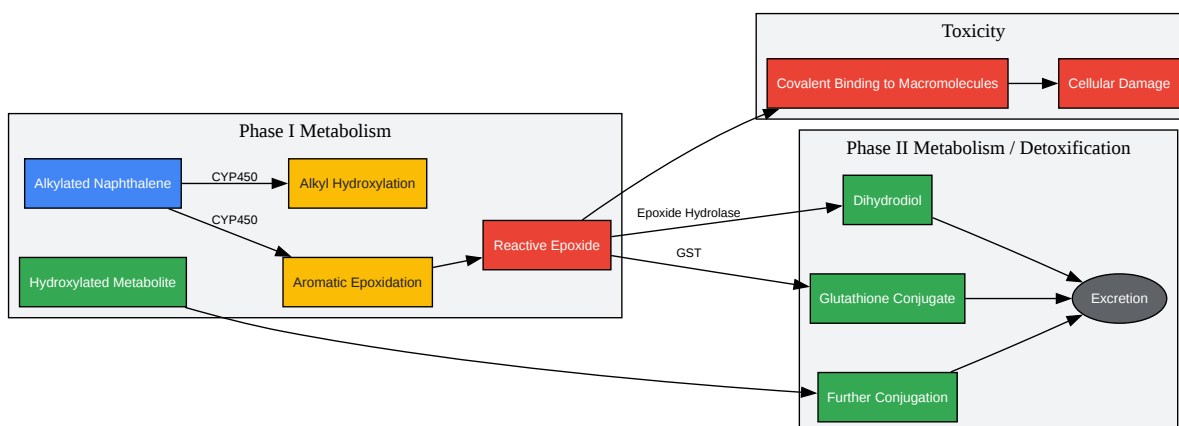 Toxicity
Covalent Binding to Macromolecules
Cellular Damage
Phase I Metabolism
Alkylated Naphthalene
CYP450
Alkyl Hydroxylation
CYP450
Reactive Epoxide
Hydroxylated Metabolite
Aromatic Epoxidation
Phase II Metabolism / Detoxification
Epoxide Hydrolase
Dihydrodiol
GST
Glutathione Conjugate
Excretion
Further Conjugation